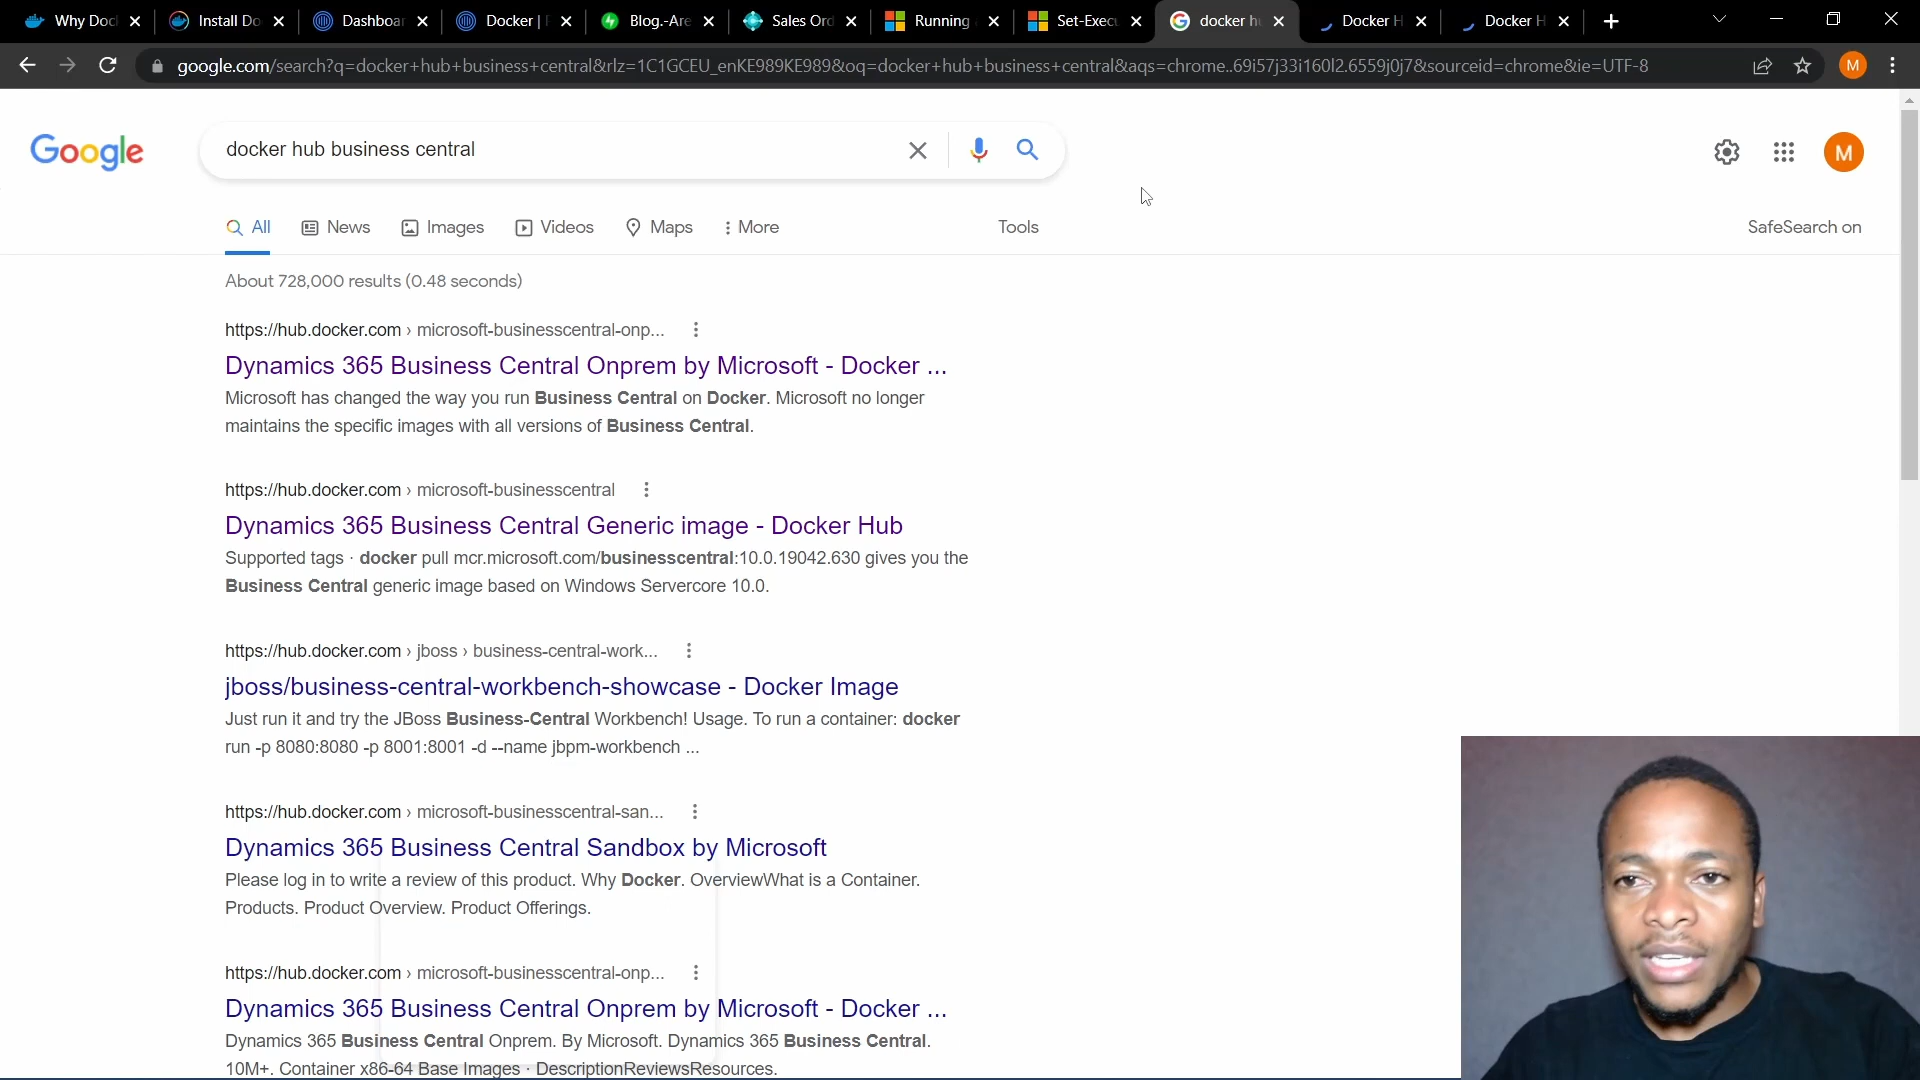 Why Doc
Install Do
Dashboar
Docker |
Blog.-Are
Sales Ord
Running
Set-Exec
docker h
Docker H
Docker H
google.com/search?q=docker+hub+business+central&rlz=1C1GCEU_enKE989KE989&oq=docker+hub+business+central&aqs=chrome..69i57j33i160l2.6559j0j7&sourceid=chrome&ie=UTF-8
M
Google
docker hub business central
M
All
News
Images
Videos
Maps
More
Tools
SafeSearch on
About 728,000 results (0.48 seconds)
https://hub.docker.com › microsoft-businesscentral-onp...
Dynamics 365 Business Central Onprem by Microsoft - Docker ...
Microsoft has changed the way you run Business Central on Docker. Microsoft no longer
maintains the specific images with all versions of Business Central.
https://hub.docker.com › microsoft-businesscentral
Dynamics 365 Business Central Generic image - Docker Hub
Supported tags · docker pull mcr.microsoft.com/businesscentral:10.0.19042.630 gives you the
Business Central generic image based on Windows Servercore 10.0.
https://hub.docker.com › jboss › business-central-work...
jboss/business-central-workbench-showcase - Docker Image
Just run it and try the JBoss Business-Central Workbench! Usage. To run a container: docker
run -p 8080:8080 -p 8001:8001 -d --name jbpm-workbench ...
https://hub.docker.com › microsoft-businesscentral-san...
Dynamics 365 Business Central Sandbox by Microsoft
Please log in to write a review of this product. Why Docker. OverviewWhat is a Container.
Products. Product Overview. Product Offerings.
https://hub.docker.com › microsoft-businesscentral-onp...
Dynamics 365 Business Central Onprem by Microsoft - Docker ...
Dynamics 365 Business Central Onprem. By Microsoft. Dynamics 365 Business Central.
10M+. Container x86-64 Base Images · DescriptionReviewsResources.